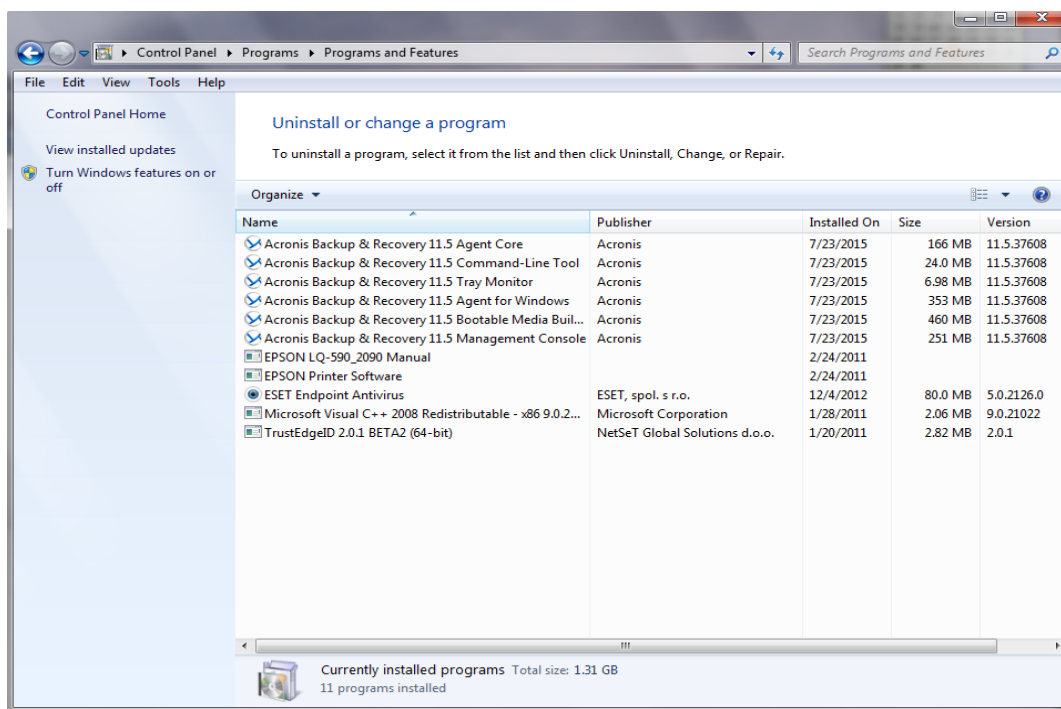 Control Panel Programs Programs and Features Search Programs and Features
File Edit View Tools Help
Control Panel Home
View installed updates
Turn Windows features on or
off
Uninstall or change a program
To uninstall a program, select it from the list and then click Uninstall, Change, or Repair.
Organize
Name Publisher Installed On Size Version
Acronis Backup & Recovery 11.5 Agent Core Acronis 7/23/2015 166 MB 11.5.37608
Acronis Backup & Recovery 11.5 Command-Line Tool Acronis 7/23/2015 24.0 MB 11.5.37608
Acronis Backup & Recovery 11.5 Tray Monitor Acronis 7/23/2015 6.98 MB 11.5.37608
Acronis Backup & Recovery 11.5 Agent for Windows Acronis 7/23/2015 353 MB 11.5.37608
Acronis Backup & Recovery 11.5 Bootable Media Buil... Acronis 7/23/2015 460 MB 11.5.37608
Acronis Backup & Recovery 11.5 Management Console Acronis 7/23/2015 251 MB 11.5.37608
EPSON LQ-590_2090 Manual 2/24/2011
EPSON Printer Software 2/24/2011
ESET Endpoint Antivirus ESET, spol. s r.o. 12/4/2012 80.0 MB 5.0.2126.0
Microsoft Visual C++ 2008 Redistributable - x86 9.0.2... Microsoft Corporation 1/28/2011 2.06 MB 9.0.21022
TrustEdgeID 2.0.1 BETA2 (64-bit) NetSeT Global Solutions d.o.o. 1/20/2011 2.82 MB 2.0.1
Currently installed programs Total size: 1.31 GB
11 programs installed